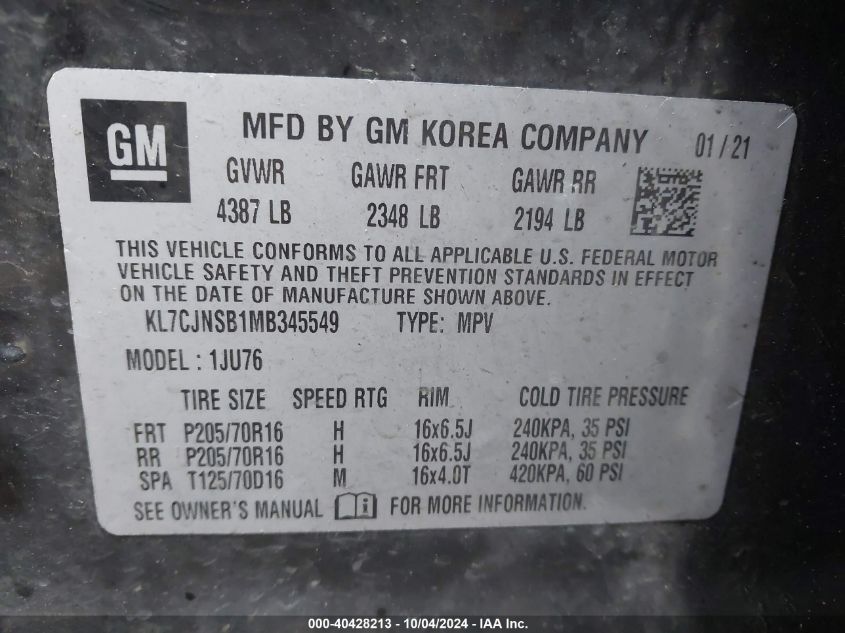 GM
MFD BY GM KOREA COMPANY 01/21
GVWR GAWR FRT GAWR RR
4387 LB 2348 LB 2194 LB
THIS VEHICLE CONFORMS TO ALL APPLICABLE U.S. FEDERAL MOTOR
VEHICLE SAFETY AND THEFT PREVENTION STANDARDS IN EFFECT
ON THE DATE OF MANUFACTURE SHOWN ABOVE.
KL7CJNSB1MB345549 TYPE: MPV
MODEL: 1JU76
TIRE SIZE SPEED RTG RIM COLD TIRE PRESSURE
FRT P205/70R16 H 16x6.5J 240KPA, 35 PSI
RR P205/70R16 H 16x6.5J 240KPA, 35 PSI
SPA T125/70D16 M 16x4.0T 420KPA, 60 PSI
SEE OWNER'S MANUAL i FOR MORE INFORMATION.
000-40428213 - 10/04/2024 - IAA Inc.